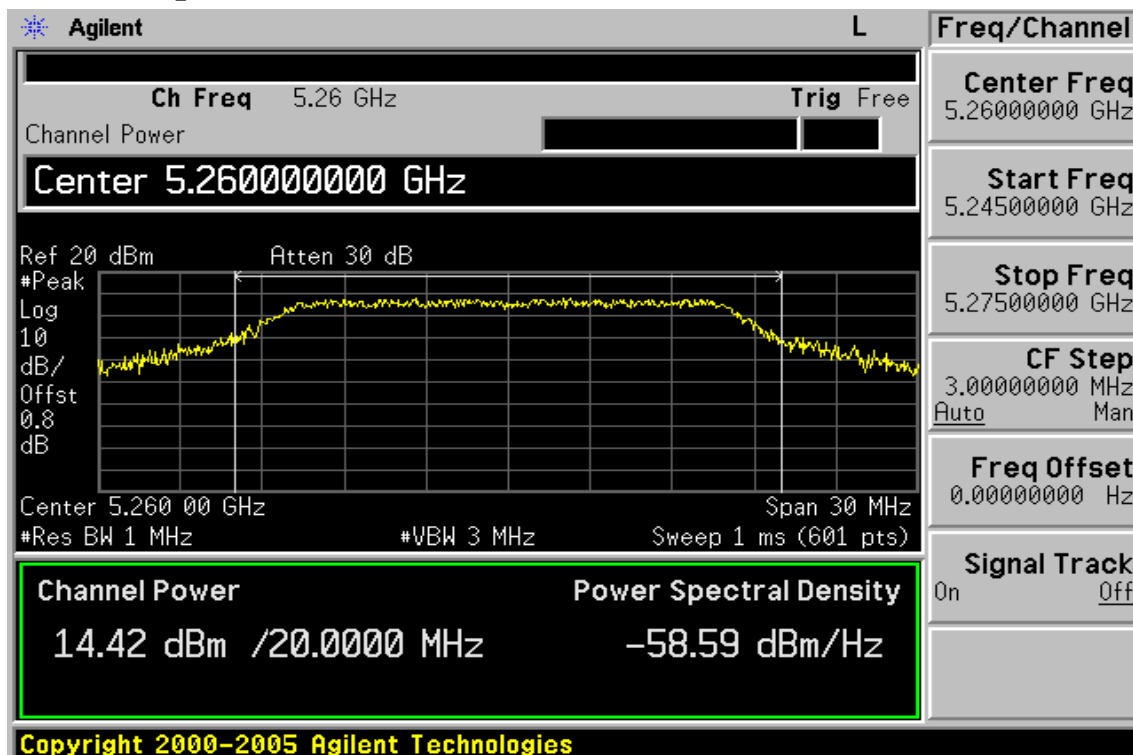 Agilent L Freq/Channel
Ch Freq 5.26 GHz Trig Free
Channel Power
Center 5.260000000 GHz
Ref 20 dBm Atten 30 dB
#Peak
Log
10
dB/
Offst
0.8
dB
Center 5.260 00 GHz Span 30 MHz
#Res BW 1 MHz #VBW 3 MHz Sweep 1 ms (601 pts)
Channel Power Power Spectral Density
14.42 dBm /20.0000 MHz -58.59 dBm/Hz
Center Freq
5.26000000 GHz
Start Freq
5.24500000 GHz
Stop Freq
5.27500000 GHz
CF Step
3.00000000 MHz
Auto Man
Freq Offset
0.00000000 Hz
Signal Track
On Off
Copyright 2000-2005 Agilent Technologies